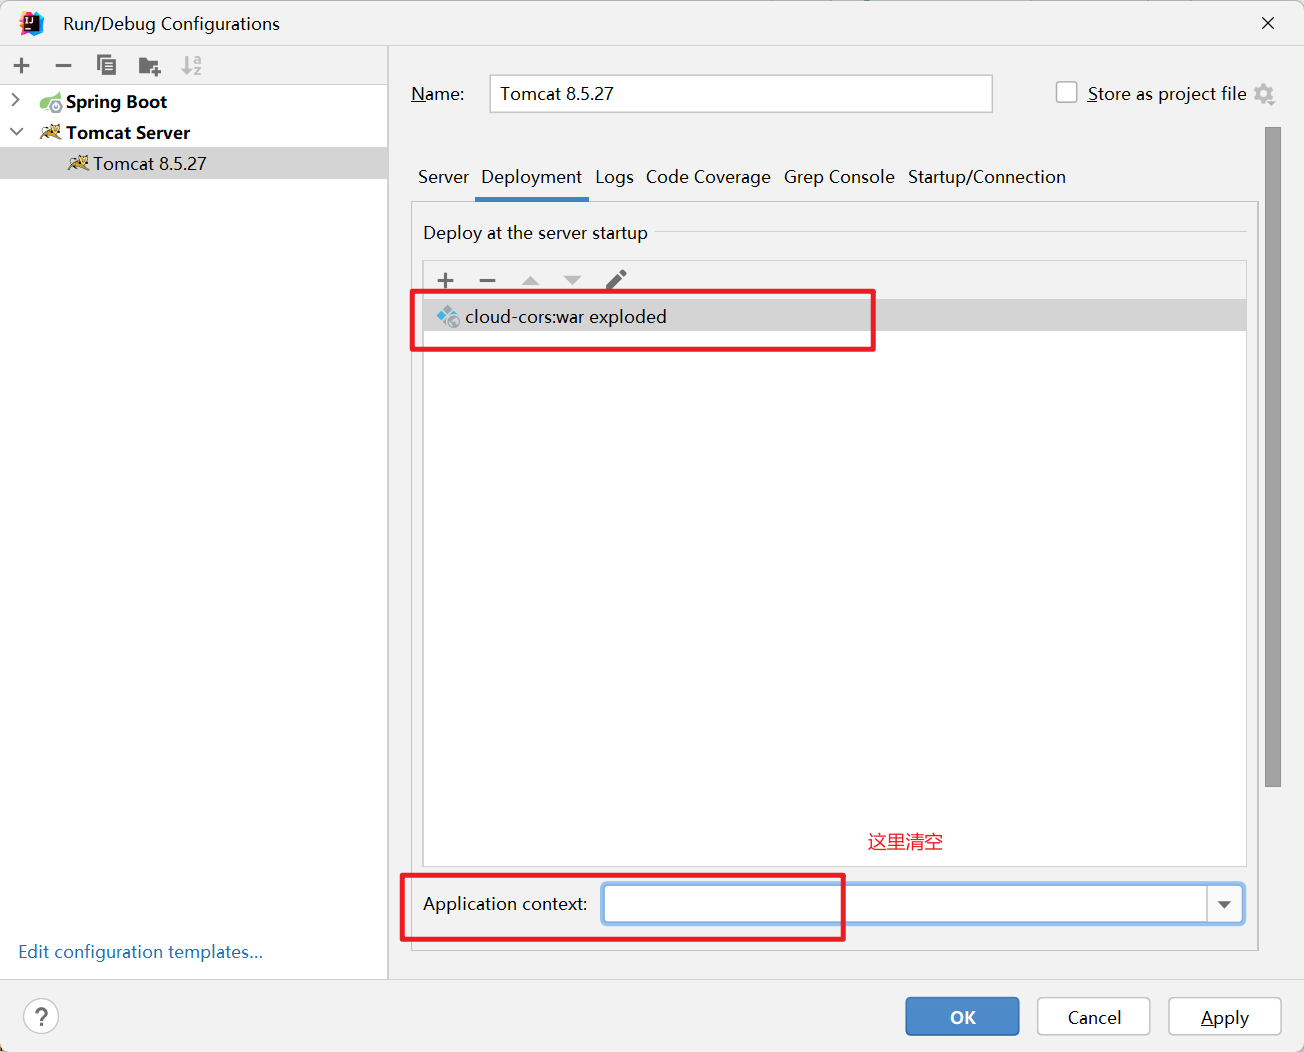 Run/Debug Configurations
Spring Boot
Tomcat Server
Tomcat 8.5.27
Name: Tomcat 8.5.27
Store as project file
Server Deployment Logs Code Coverage Grep Console Startup/Connection
Deploy at the server startup
cloud-cors:war exploded
这里清空
Application context:
Edit configuration templates...
? OK Cancel Apply